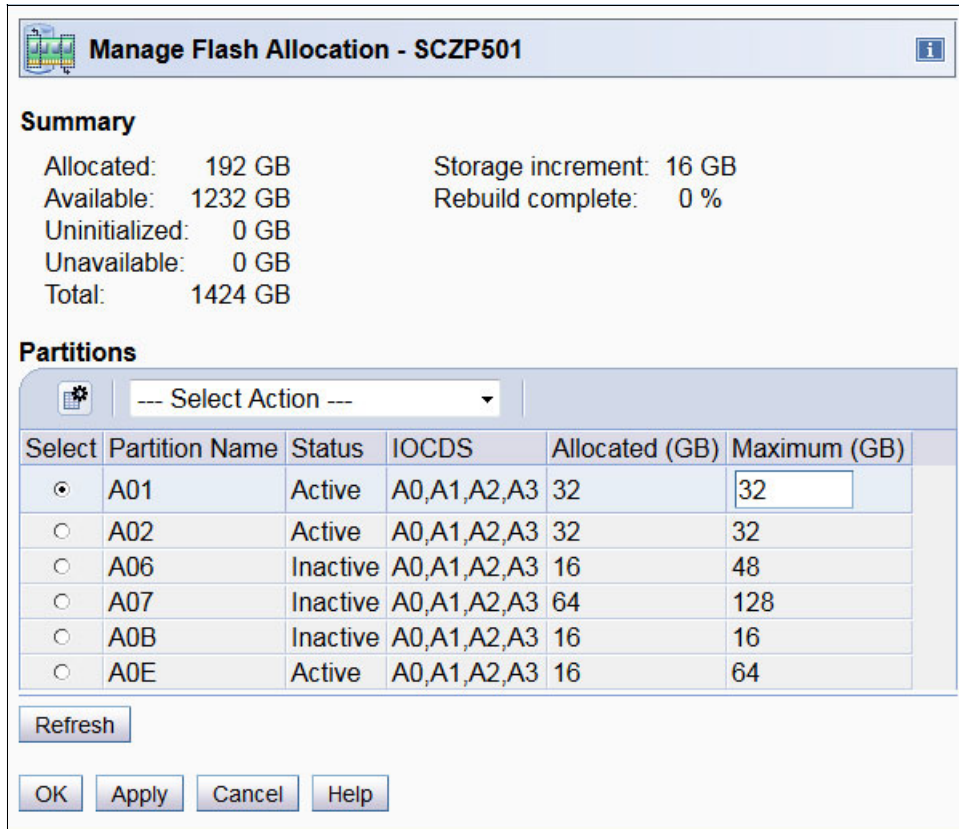 Manage Flash Allocation - SCZP501
i
Summary
Allocated: 192 GB Storage increment: 16 GB
Available: 1232 GB Rebuild complete: 0 %
Uninitialized: 0 GB
Unavailable: 0 GB
Total: 1424 GB
Partitions
--- Select Action ---
Select Partition Name Status IOCDS Allocated (GB) Maximum (GB)
A01 Active A0,A1,A2,A3 32 32
A02 Active A0,A1,A2,A3 32 32
A06 Inactive A0,A1,A2,A3 16 48
A07 Inactive A0,A1,A2,A3 64 128
A0B Inactive A0,A1,A2,A3 16 16
A0E Active A0,A1,A2,A3 16 64
Refresh
OK Apply Cancel Help